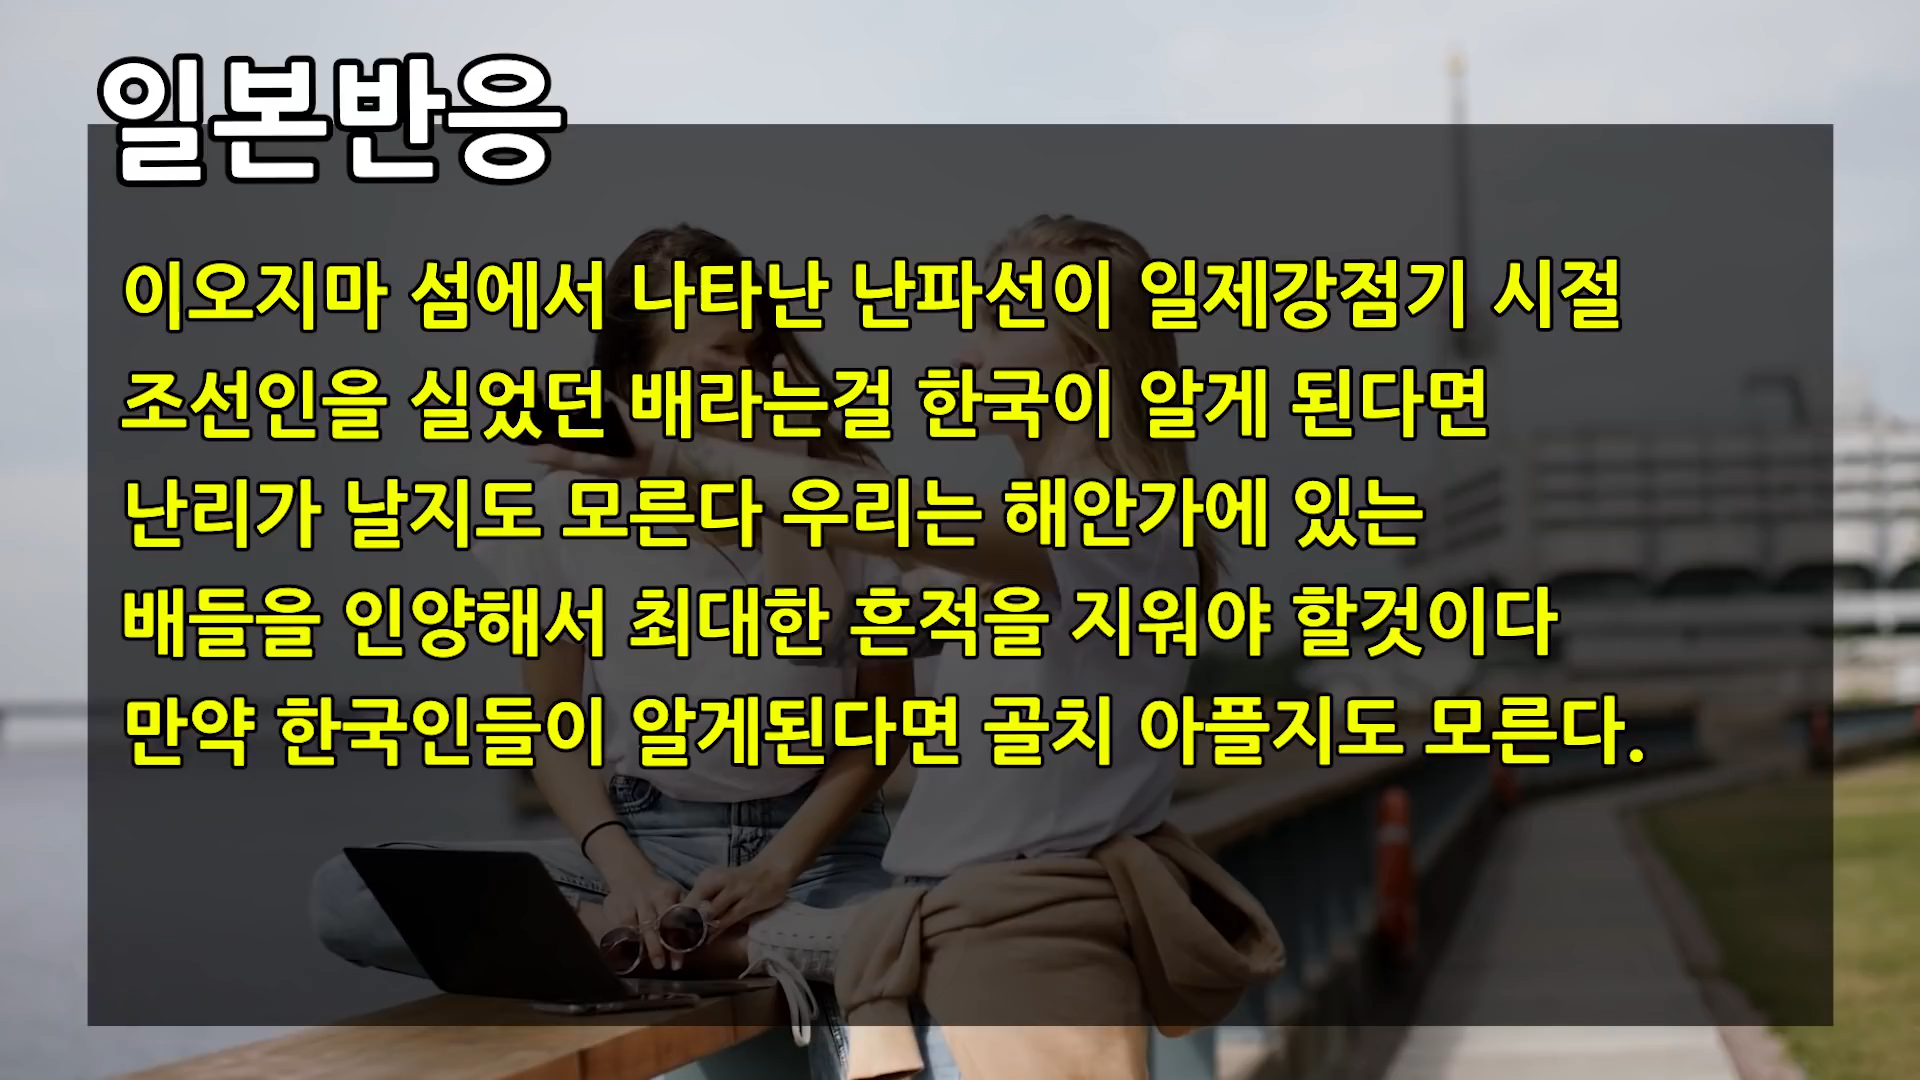 일본반응
이오지마 섬에서 나타난 난파선이 일제강점기 시절
조선인을 실었던 배라는걸 한국이 알게 된다면
난리가 날지도 모른다 우리는 해안가에 있는
배들을 인양해서 최대한 흔적을 지워야 할것이다
만약 한국인들이 알게된다면 골치 아플지도 모른다.